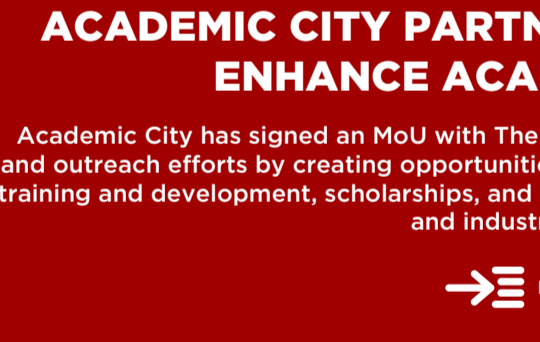 ACADEMIC CITY PARTN
ENHANCE ACA
Academic City has signed an MoU with The
and outreach efforts by creating opportuniti
training and development, scholarships, and
and industr